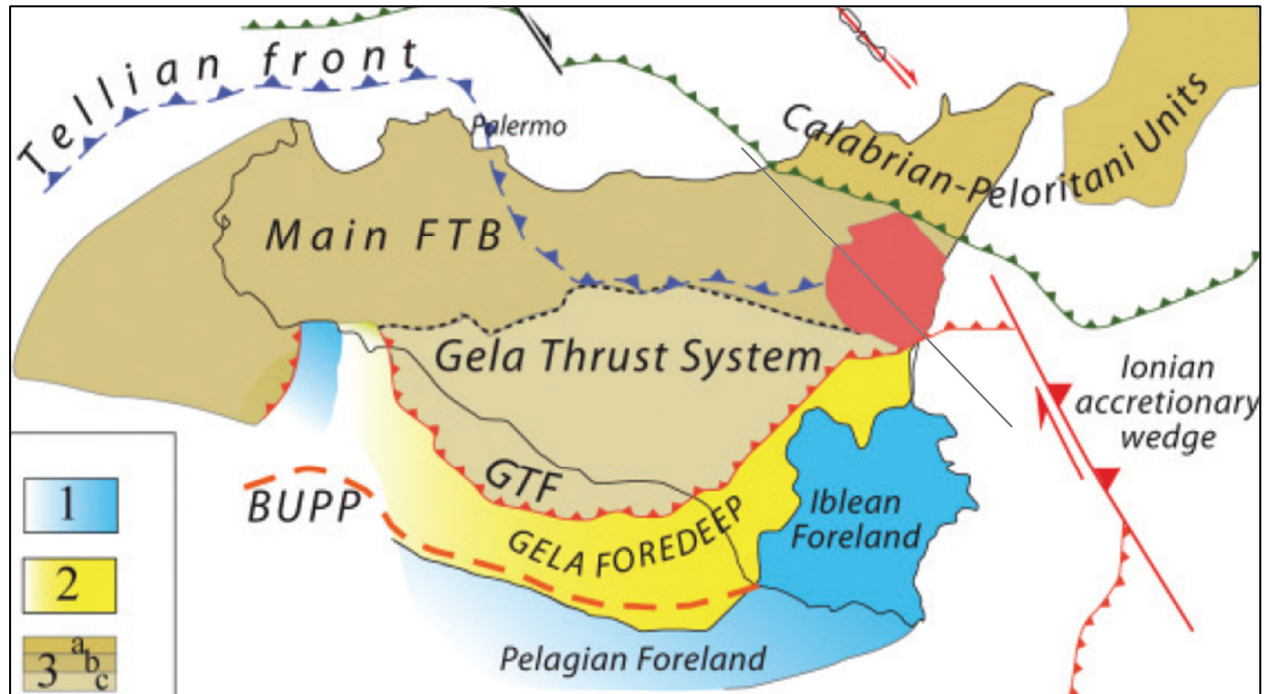 Tellian front
Palermo
Calabrian-Peloritani Units
Main FTB
Gela Thrust System
Ionian
accretionary
wedge
GTF
BUPP
GELA FOREDEEP
Iblean
Foreland
Pelagian Foreland
1
2
3 a b c